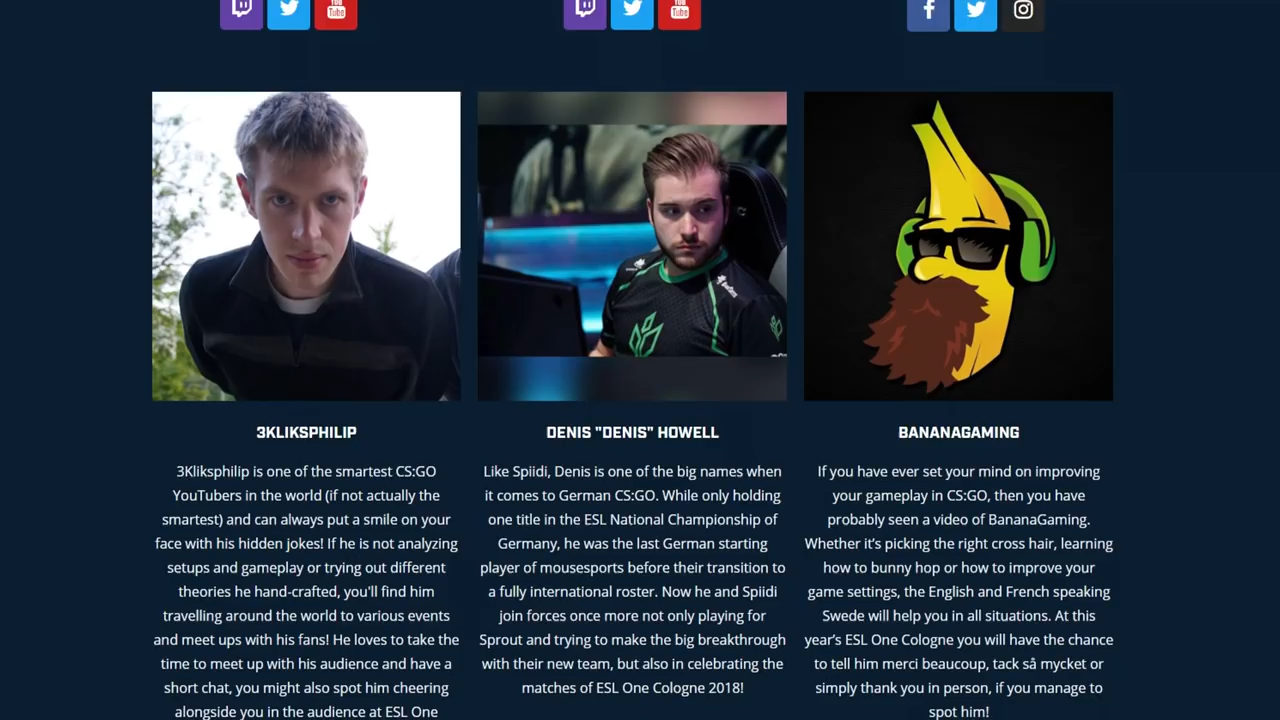 3KLIKSPHILIP
3Kliksphilip is one of the smartest CS:GO
YouTubers in the world (if not actually the
smartest) and can always put a smile on your
face with his hidden jokes! If he is not analyzing
setups and gameplay or trying out different
theories he hand-crafted, you'll find him
travelling around the world to various events
and meet ups with his fans! He loves to take the
time to meet up with his audience and have a
short chat, you might also spot him cheering
alongside you in the audience at ESL One
DENIS "DENIS" HOWELL
Like Spiidi, Denis is one of the big names when
it comes to German CS:GO. While only holding
one title in the ESL National Championship of
Germany, he was the last German starting
player of mousesports before their transition to
a fully international roster. Now he and Spiidi
join forces once more not only playing for
Sprout and trying to make the big breakthrough
with their new team, but also in celebrating the
matches of ESL One Cologne 2018!
BANANAGAMING
If you have ever set your mind on improving
your gameplay in CS:GO, then you have
probably seen a video of BananaGaming.
Whether it's picking the right cross hair, learning
how to bunny hop or how to improve your
game settings, the English and French speaking
Swede will help you in all situations. At this
year's ESL One Cologne you will have the chance
to tell him merci beaucoup, tack så mycket or
simply thank you in person, if you manage to
spot him!